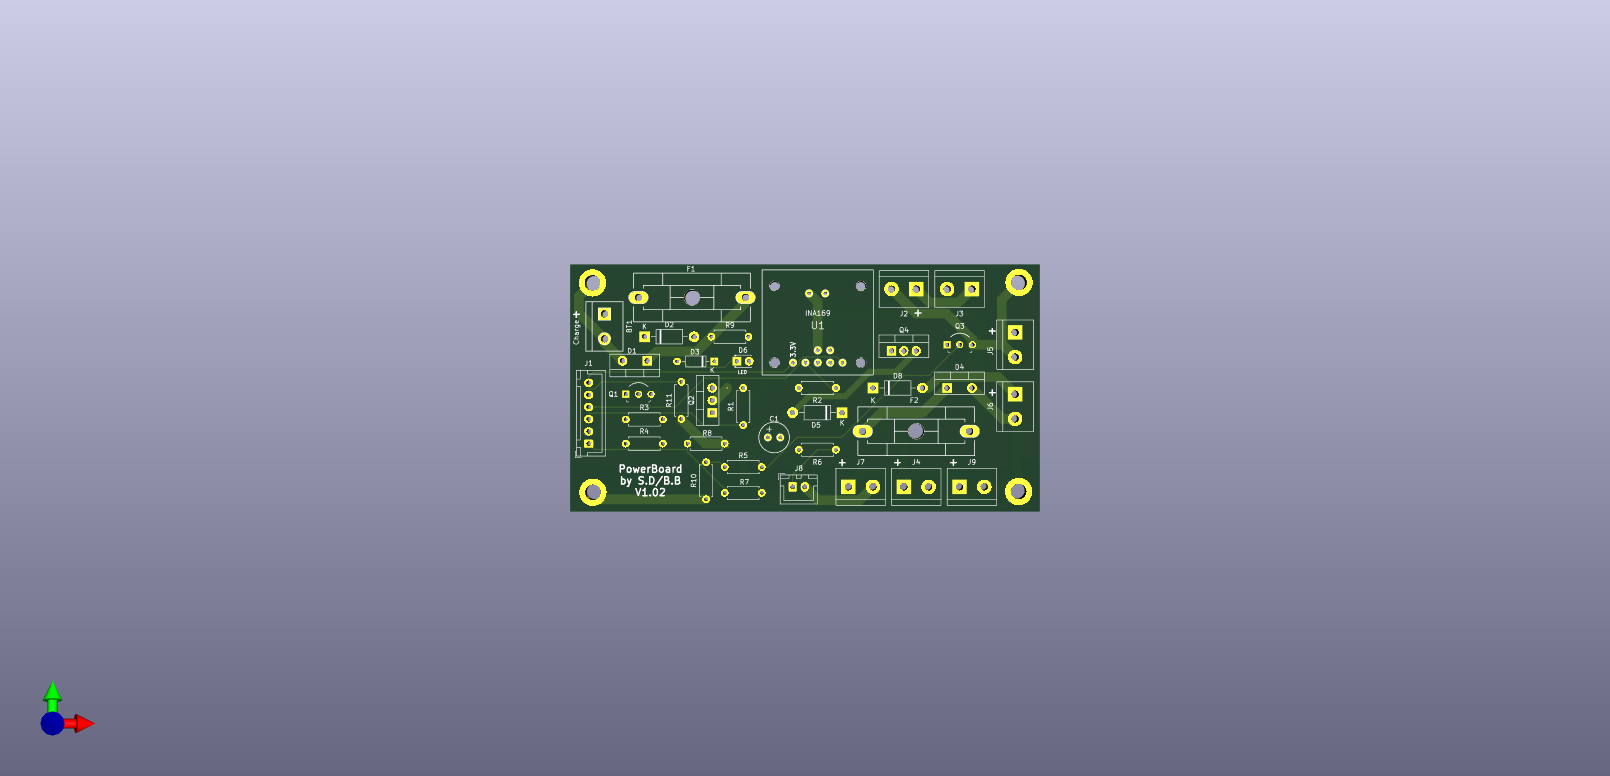 F1
INA169
U1
3.3V
J2
+
J3
Q3
Q4
+
J5
Charge
+
BT1
K
D2
R9
D1
D3
K
D6
LED
J1
Q1
R3
R4
R11
Q2
R1
R8
C1
+
R2
D5
K
D8
K
F2
D4
+
J6
R5
R6
R7
R10
J8
+
J7
+
J4
+
J9
PowerBoard
by S.D/B.B
V1.02